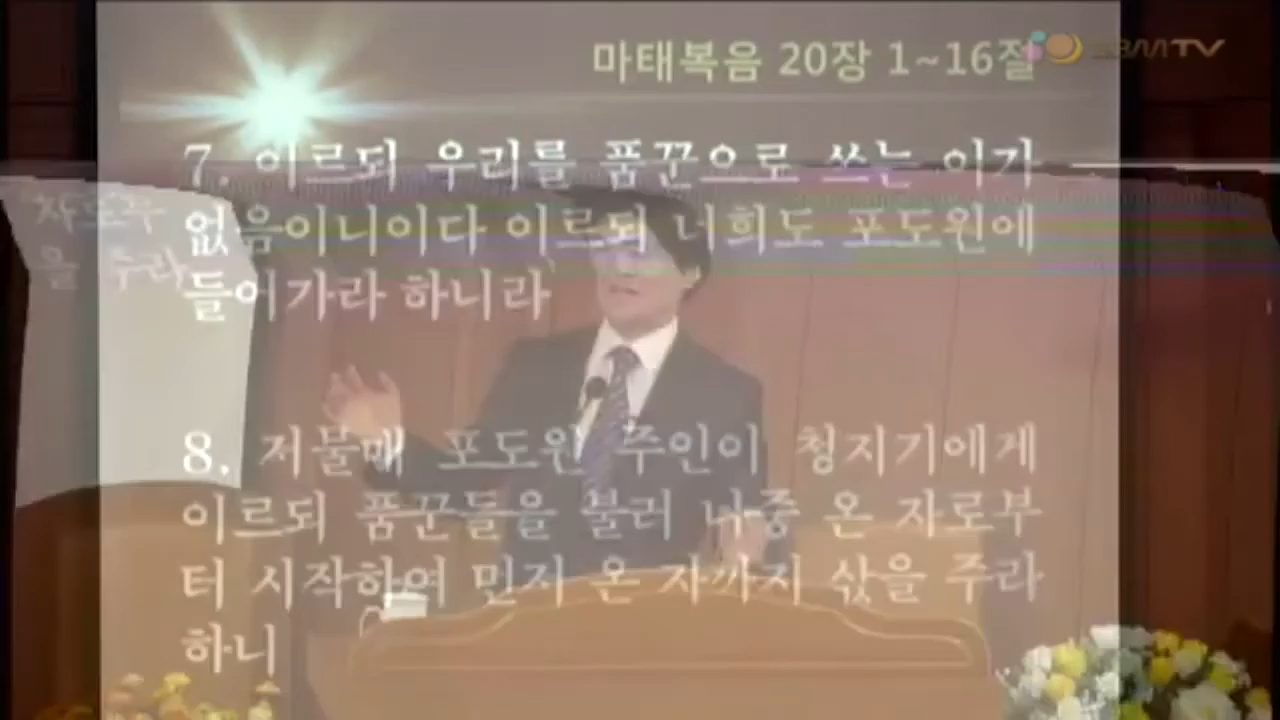 마태복음 20장 1~16절
7. 이르되 우리를 품꾼으로 쓰는 이가
없음이니이다 이르되 너희도 포도원에
들어가라 하니라
8. 저물매 포도원 주인이 청지기에게
이르되 품꾼들을 불러 나중 온 자로부
터 시작하여 먼저 온 자까지 삯을 주라
하니